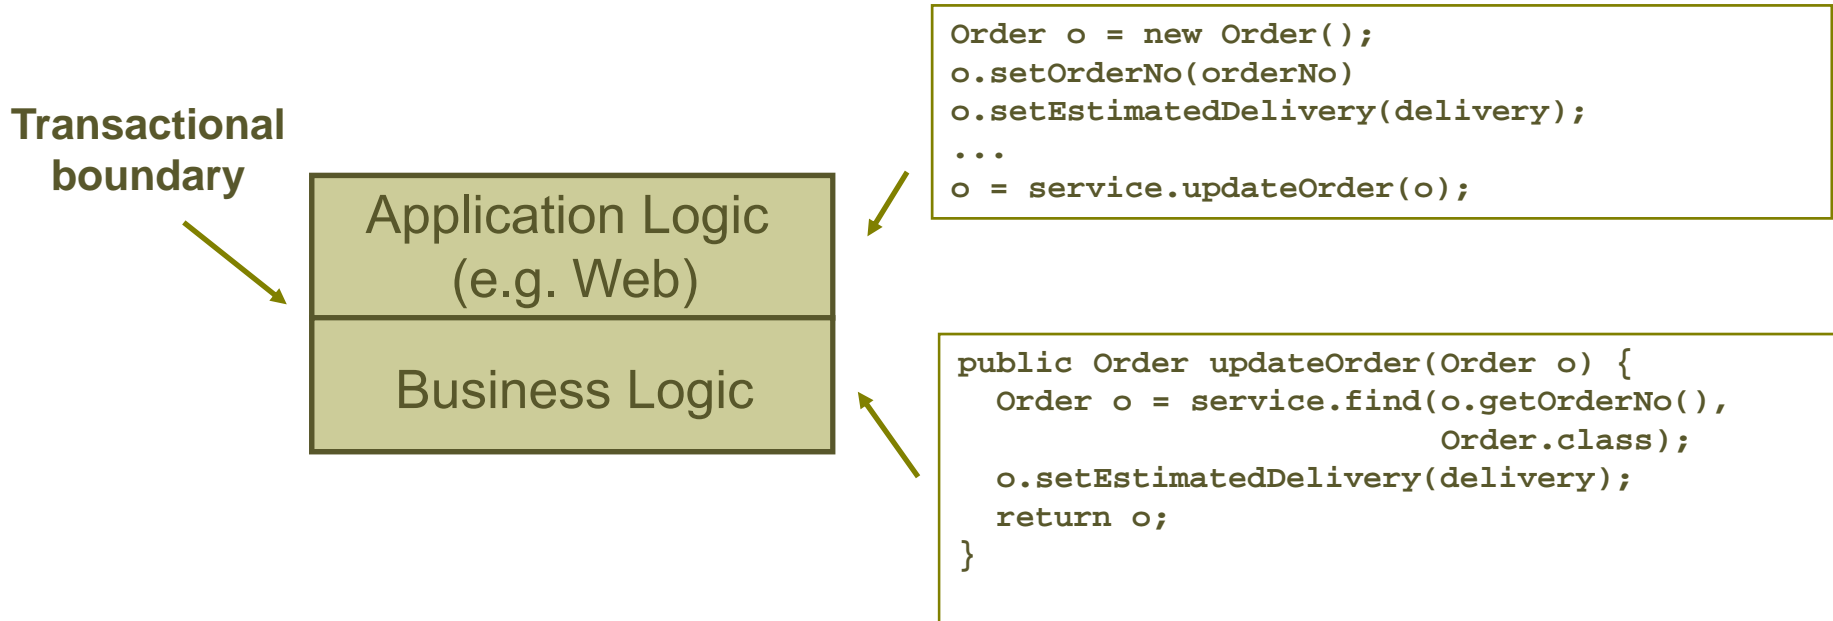 Transactional
boundary
Application Logic
(e.g. Web)
Business Logic
Order o = new Order();
o.setOrderNo(orderNo)
o.setEstimatedDelivery(delivery);
...
o = service.updateOrder(o);
public Order updateOrder(Order o) {
  Order o = service.find(o.getOrderNo(),
                         Order.class);
  o.setEstimatedDelivery(delivery);
  return o;
}